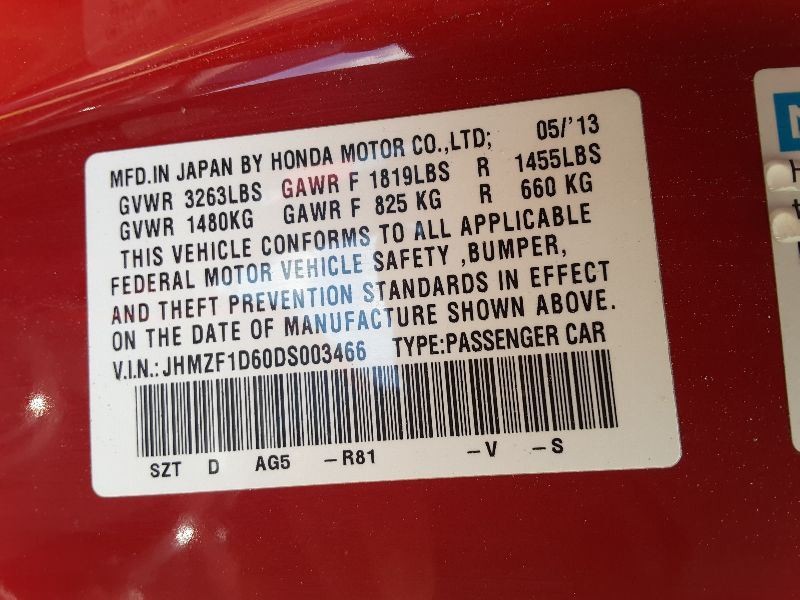 MFD.IN JAPAN BY HONDA MOTOR CO.,LTD; 05/'13
GVWR 3263LBS GAWR F 1819LBS R 1455LBS
GVWR 1480KG GAWR F 825 KG R 660 KG
THIS VEHICLE CONFORMS TO ALL APPLICABLE
FEDERAL MOTOR VEHICLE SAFETY ,BUMPER,
AND THEFT PREVENTION STANDARDS IN EFFECT
ON THE DATE OF MANUFACTURE SHOWN ABOVE.
V.I.N.:JHMZF1D60DS003466 TYPE:PASSENGER CAR
SZT D AG5 -R81 -V -S